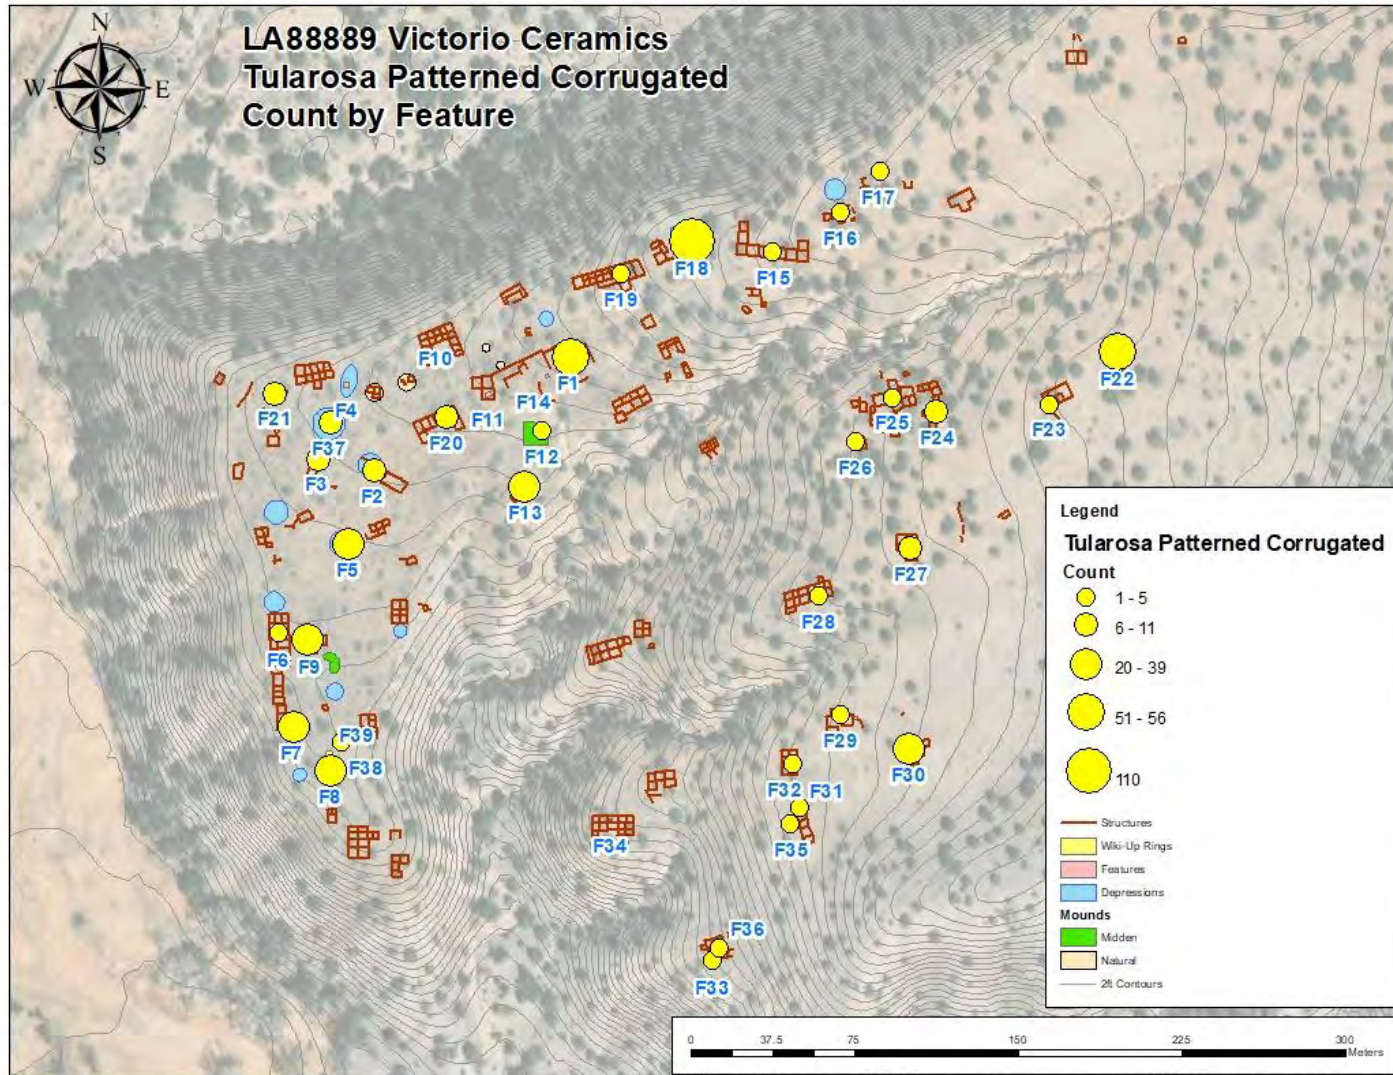 N
W E
S
LA88889 Victorio Ceramics
Tularosa Patterned Corrugated
Count by Feature
F17
F16
F18
F15
F19
F10
F1
F22
F21
F4
F11
F14
F20
F25
F24
F23
F37
F12
F26
F3
F2
F13
F5
F27
F28
F6
F9
F7
F39
F38
F8
F29
F30
F32
F31
F34
F35
F36
F33
Legend
Tularosa Patterned Corrugated
Count
1 - 5
6 - 11
20 - 39
51 - 56
110
Structures
Wiki-Up Rings
Features
Depressions
Mounds
Midden
Natural
2ft Contours
0 37.5 75 150 225 300
Meters